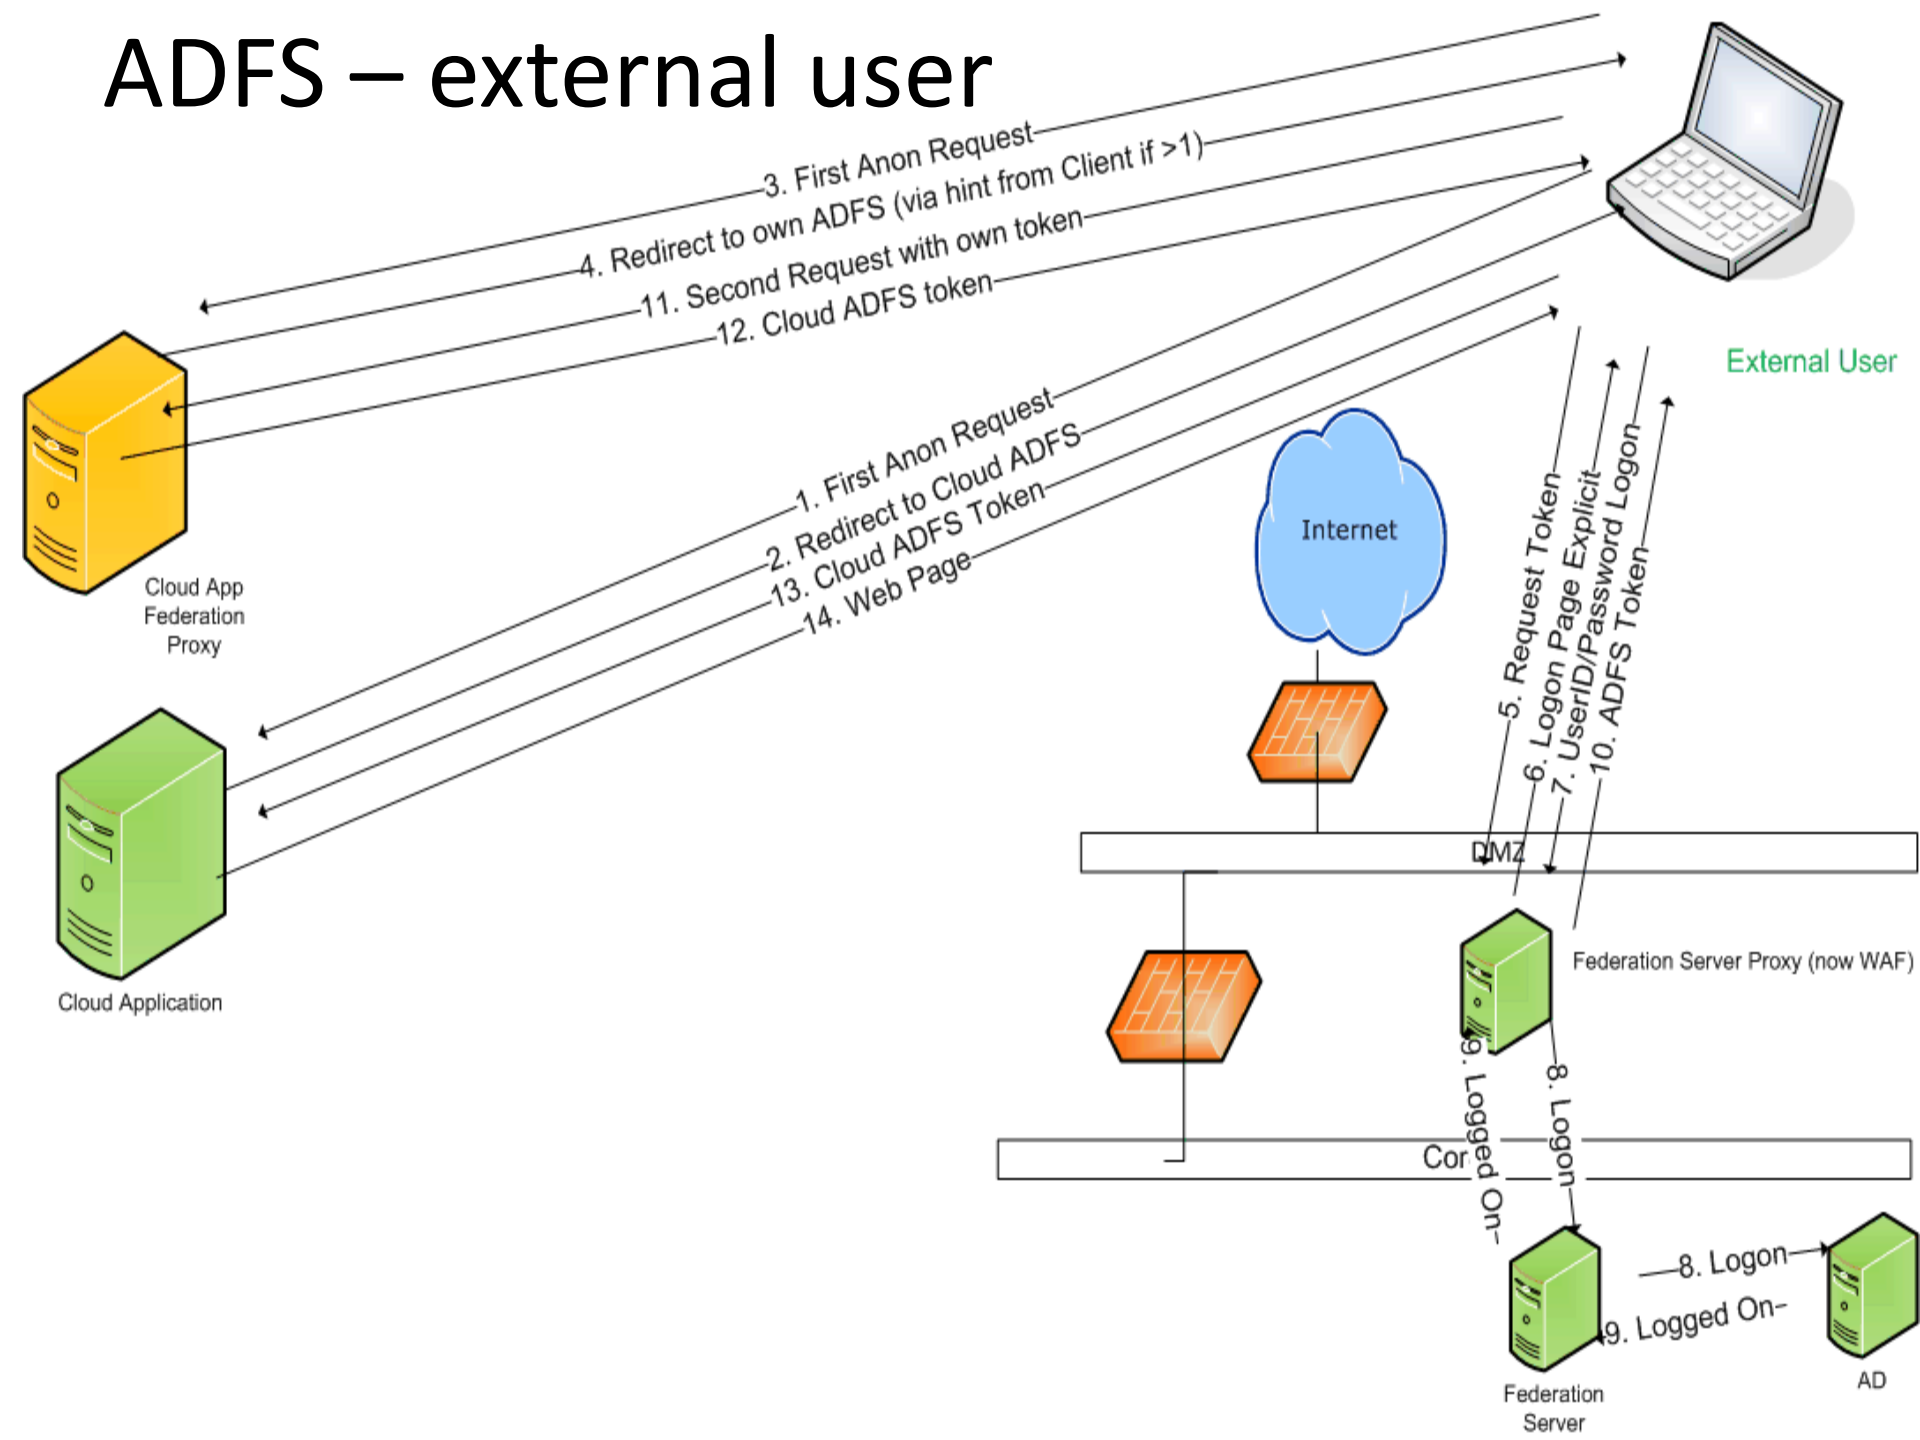 ADFS – external user
3. First Anon Request
4. Redirect to own ADFS (via hint from Client if >1)
11. Second Request with own token
12. Cloud ADFS token
External User
1. First Anon Request
2. Redirect to Cloud ADFS
13. Cloud ADFS Token
14. Web Page
Internet
5. Request Token
6. Logon Page Explicit
7. UserID/Password Logon
10. ADFS Token
Cloud App
Federation
Proxy
DMZ
Federation Server Proxy (now WAF)
Cloud Application
9. Logged On
8. Logon
8. Logon
9. Logged On
Federation
Server
AD